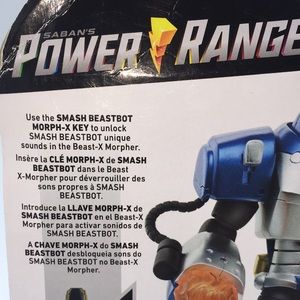 SABAN'S
POWER RANGE
Use the SMASH BEASTBOT
MORPH-X KEY to unlock
SMASH BEASTBOT unique
sounds in the Beast-X Morpher.
Insère la CLÉ MORPH-X de SMASH
BEASTBOT dans le Beast
X-Morpher pour déverrouiller des
sons propres à SMASH
BEASTBOT.
Introduce la LLAVE MORPH-X de
SMASH BEASTBOT en el Beast-X
Morpher para activar sonidos de
SMASH BEASTBOT.
A CHAVE MORPH-X do SMASH
BEASTBOT desbloqueia sons do
SMASH BEASTBOT no Beast-X
Morpher.